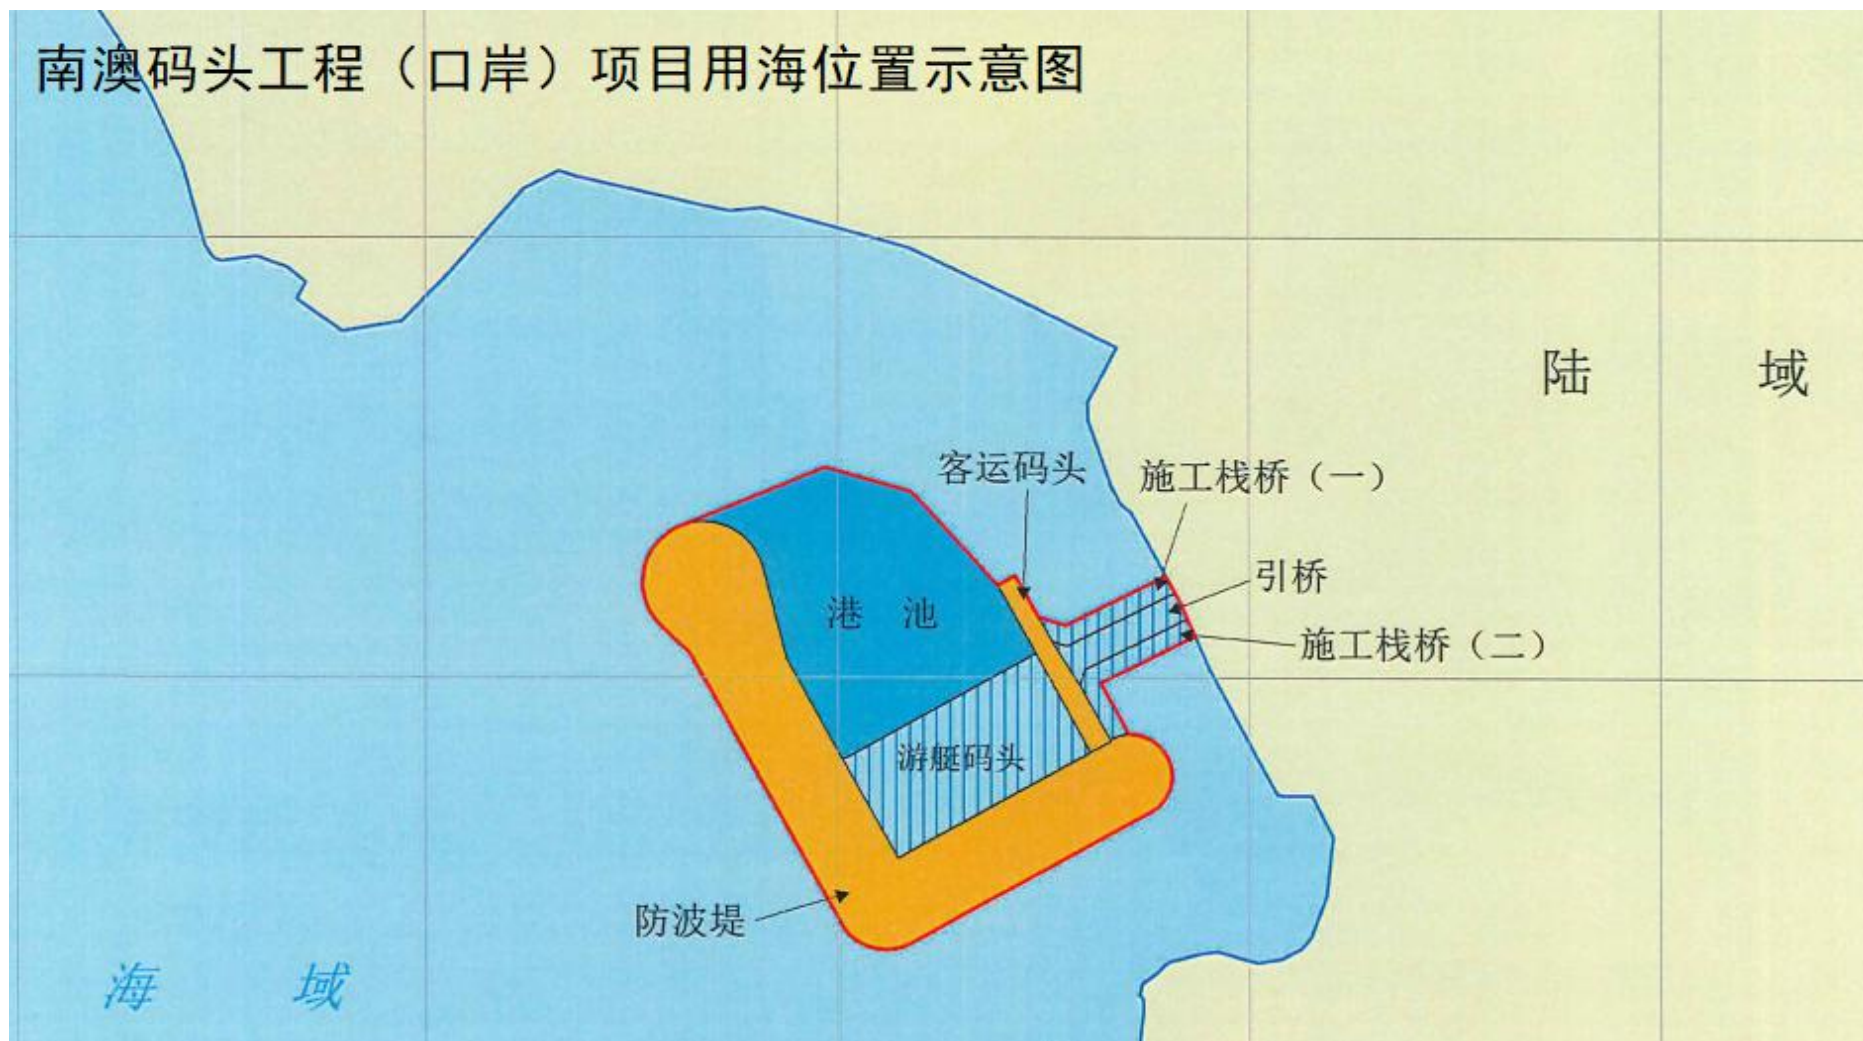 南澳码头工程（口岸）项目用海位置示意图
陆 域
客运码头
施工栈桥（一）
引桥
港 池
施工栈桥（二）
游艇码头
防波堤
海 域